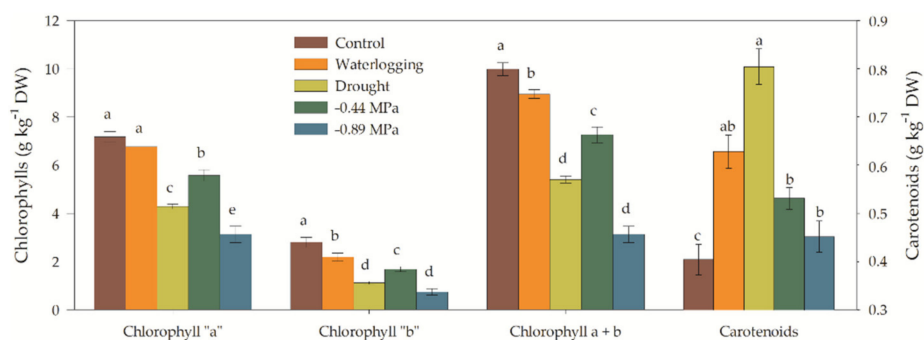 Chlorophylls (g kg⁻¹ DW)
12
10
8
6
4
2
0
Control
Waterlogging
Drought
-0.44 MPa
-0.89 MPa
a
a
c
b
e
a
b
d
c
d
a
b
d
c
d
c
ab
a
b
b
0.9
0.8
0.7
0.6
0.5
0.4
0.3
Carotenoids (g kg⁻¹ DW)
Chlorophyll "a"
Chlorophyll "b"
Chlorophyll a + b
Carotenoids